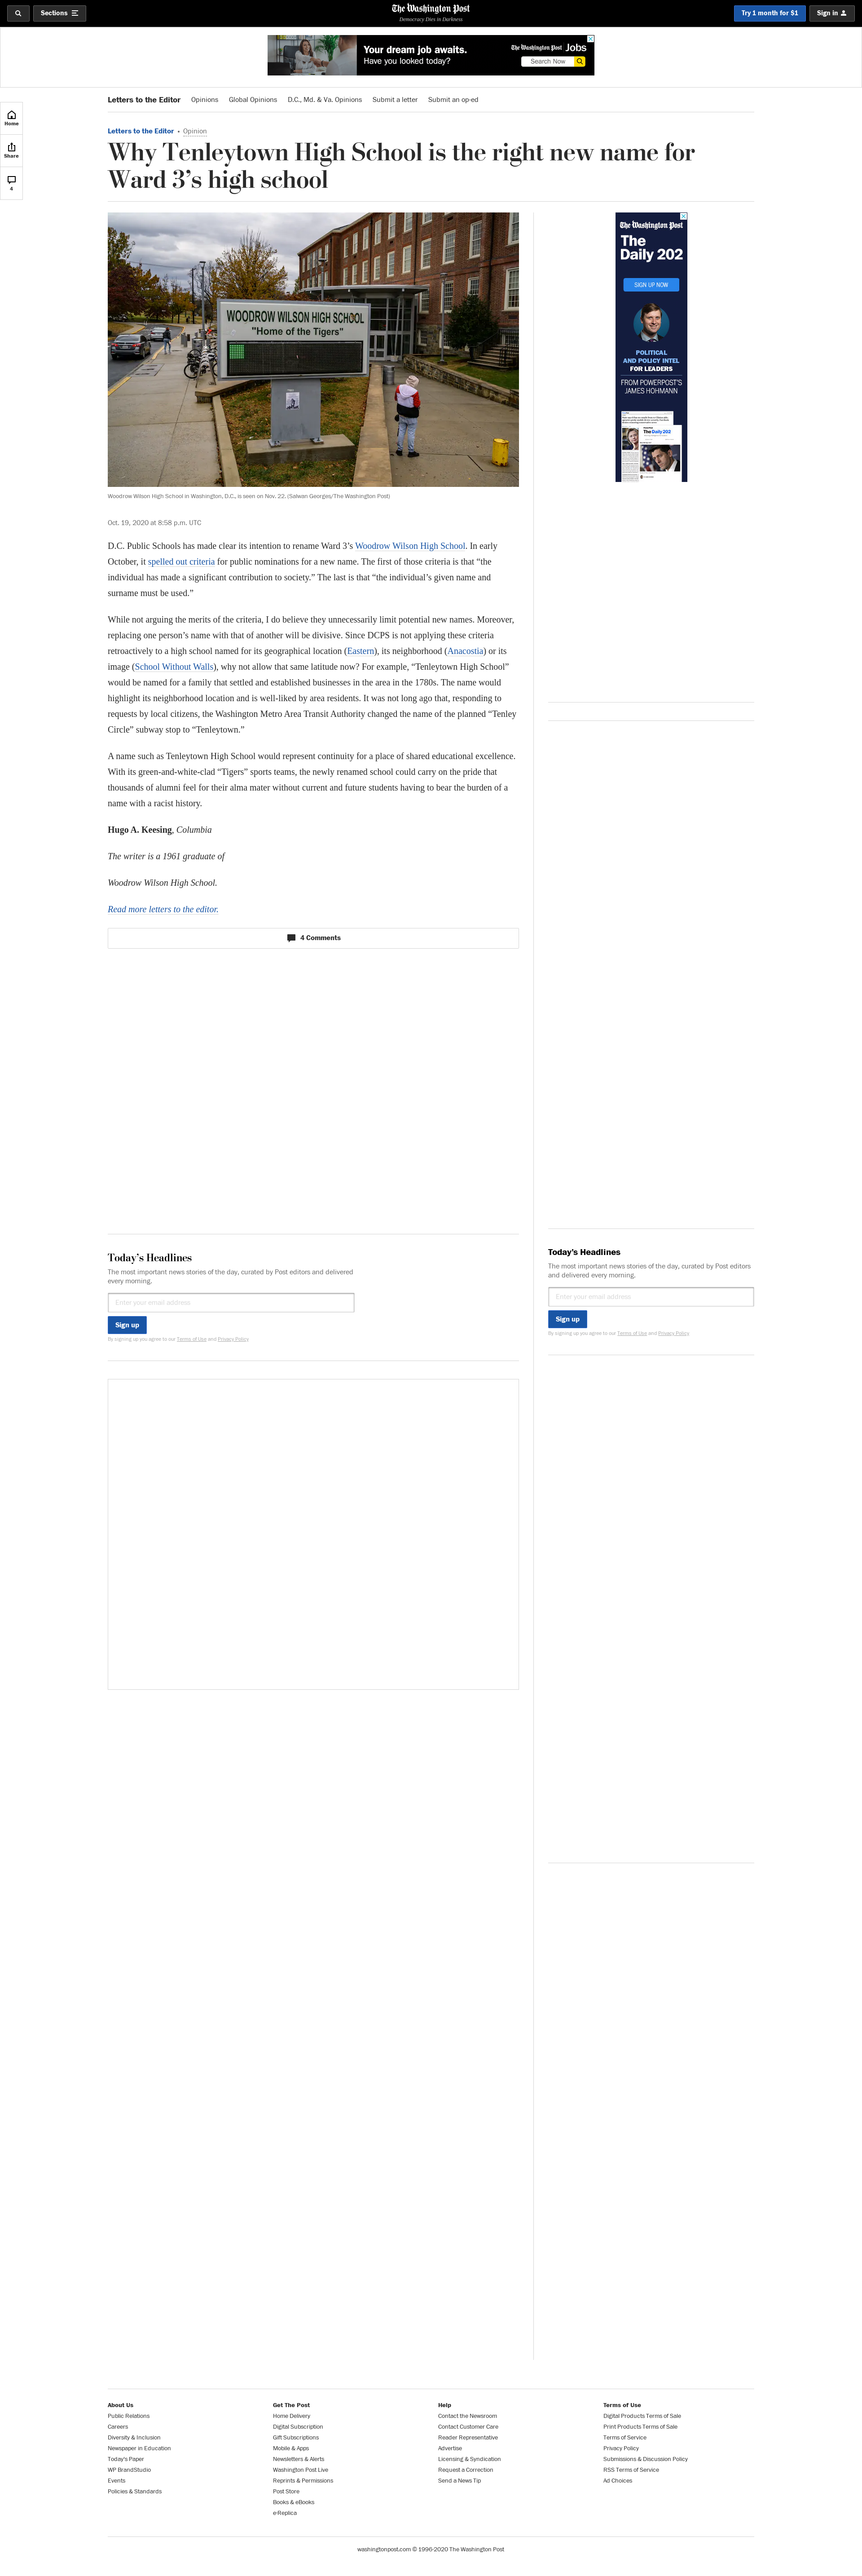 Sections
The Washington Post
Democracy Dies in Darkness
Try 1 month for $1
Sign in
Your dream job awaits.
Have you looked today?
The Washington Post Jobs
Search Now
Home
Share
4
Letters to the Editor Opinions Global Opinions D.C., Md. & Va. Opinions Submit a letter Submit an op-ed
Letters to the Editor • Opinion
Why Tenleytown High School is the right new name for
Ward 3’s high school
WOODROW WILSON HIGH SCHOOL
"Home of the Tigers"
Woodrow Wilson High School in Washington, D.C., is seen on Nov. 22. (Salwan Georges/The Washington Post)
Oct. 19, 2020 at 8:58 p.m. UTC
D.C. Public Schools has made clear its intention to rename Ward 3’s Woodrow Wilson High School. In early
October, it spelled out criteria for public nominations for a new name. The first of those criteria is that “the
individual has made a significant contribution to society.” The last is that “the individual’s given name and
surname must be used.”
While not arguing the merits of the criteria, I do believe they unnecessarily limit potential new names. Moreover,
replacing one person’s name with that of another will be divisive. Since DCPS is not applying these criteria
retroactively to a high school named for its geographical location (Eastern), its neighborhood (Anacostia) or its
image (School Without Walls), why not allow that same latitude now? For example, “Tenleytown High School”
would be named for a family that settled and established businesses in the area in the 1780s. The name would
highlight its neighborhood location and is well-liked by area residents. It was not long ago that, responding to
requests by local citizens, the Washington Metro Area Transit Authority changed the name of the planned “Tenley
Circle” subway stop to “Tenleytown.”
A name such as Tenleytown High School would represent continuity for a place of shared educational excellence.
With its green-and-white-clad “Tigers” sports teams, the newly renamed school could carry on the pride that
thousands of alumni feel for their alma mater without current and future students having to bear the burden of a
name with a racist history.
Hugo A. Keesing, Columbia
The writer is a 1961 graduate of
Woodrow Wilson High School.
Read more letters to the editor.
4 Comments
The Washington Post
The
Daily 202
SIGN UP NOW
POLITICAL
AND POLICY INTEL
FOR LEADERS
FROM POWERPOST'S
JAMES HOHMANN
The Daily 202
Today’s Headlines
The most important news stories of the day, curated by Post editors and delivered
every morning.
Enter your email address
Sign up
By signing up you agree to our Terms of Use and Privacy Policy
Today’s Headlines
The most important news stories of the day, curated by Post editors
and delivered every morning.
Enter your email address
Sign up
By signing up you agree to our Terms of Use and Privacy Policy
About Us
Public Relations
Careers
Diversity & Inclusion
Newspaper in Education
Today's Paper
WP BrandStudio
Events
Policies & Standards
Get The Post
Home Delivery
Digital Subscription
Gift Subscriptions
Mobile & Apps
Newsletters & Alerts
Washington Post Live
Reprints & Permissions
Post Store
Books & eBooks
e-Replica
Help
Contact the Newsroom
Contact Customer Care
Reader Representative
Advertise
Licensing & Syndication
Request a Correction
Send a News Tip
Terms of Use
Digital Products Terms of Sale
Print Products Terms of Sale
Terms of Service
Privacy Policy
Submissions & Discussion Policy
RSS Terms of Service
Ad Choices
washingtonpost.com © 1996-2020 The Washington Post